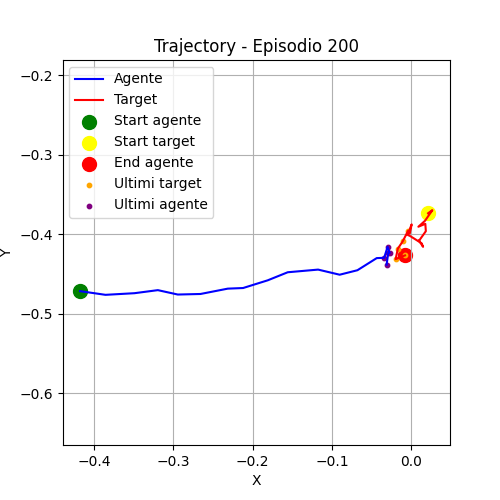 Trajectory - Episodio 200
Agente
Target
Start agente
Start target
End agente
Ultimi target
Ultimi agente
−0.2
−0.3
−0.4
−0.5
−0.6
Y
−0.4
−0.3
−0.2
−0.1
0.0
X